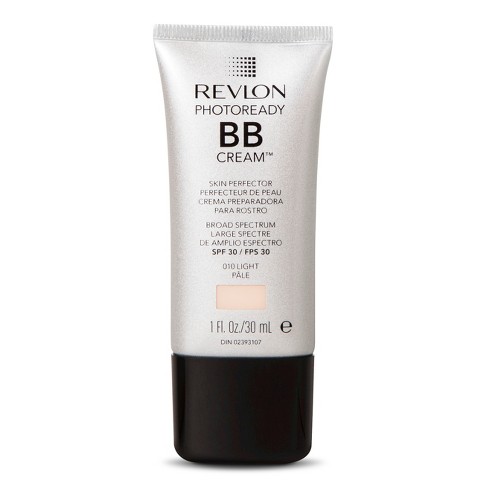 REVLON
PHOTOREADY
BB
CREAM™
SKIN PERFECTOR
PERFECTEUR DE PEAU
CREMA PREPARADORA
PARA ROSTRO
BROAD SPECTRUM
LARGE SPECTRE
DE AMPLIO ESPECTRO
SPF 30 / FPS 30
010 LIGHT
PÂLE
1 Fl. Oz./30 mL ℮
DIN 02393107